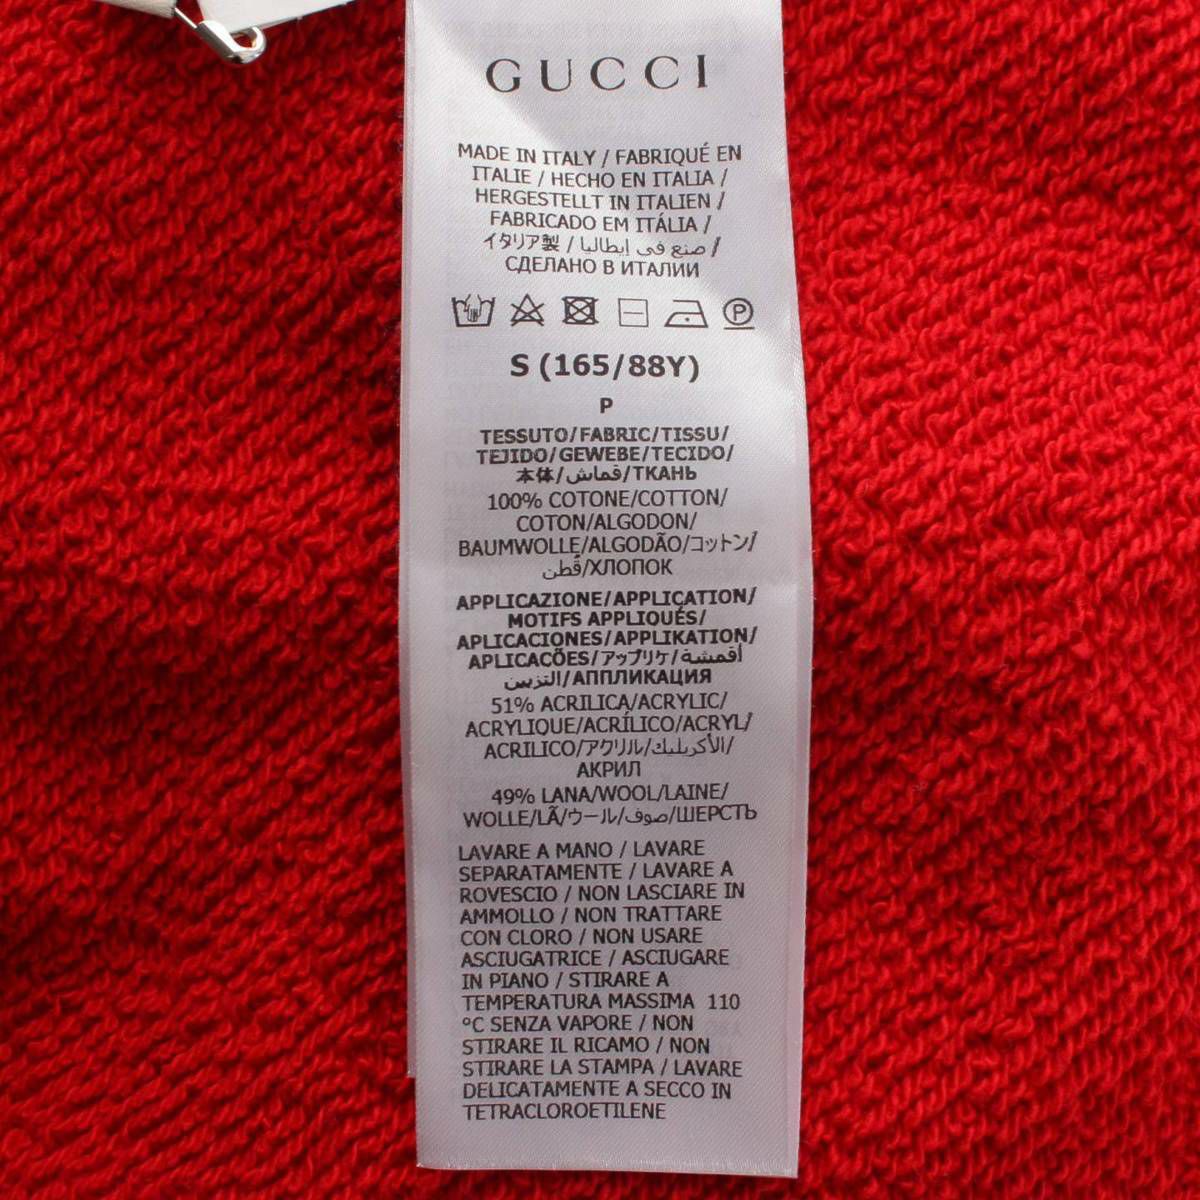 GUCCI
MADE IN ITALY / FABRIQUÉ EN
ITALIE / HECHO EN ITALIA /
HERGESTELLT IN ITALIEN /
FABRICADO EM ITÁLIA /
イタリア製 / صنع في إيطاليا /
СДЕЛАНО В ИТАЛИИ
P
S (165/88Y)
P
TESSUTO/FABRIC/TISSU/
TEJIDO/GEWEBE/TECIDO/
本体/قماش/ТКАНЬ
100% COTONE/COTTON/
COTON/ALGODON/
BAUMWOLLE/ALGODÃO/コットン/
قطن/ХЛОПОК
APPLICAZIONE/APPLICATION/
MOTIFS APPLIQUÉS/
APLICACIONES/APPLIKATION/
APLICACÕES/アップリケ/أقمشة
التزيين/АППЛИКАЦИЯ
51% ACRILICA/ACRYLIC/
ACRYLIQUE/ACRÍLICO/ACRYL/
ACRILICO/アクリル/الأكريليك/
АКРИЛ
49% LANA/WOOL/LAINE/
WOLLE/LÃ/ウール/صوف/ШЕРСТЬ
LAVARE A MANO / LAVARE
SEPARATAMENTE / LAVARE A
ROVESCIO / NON LASCIARE IN
AMMOLLO / NON TRATTARE
CON CLORO / NON USARE
ASCIUGATRICE / ASCIUGARE
IN PIANO / STIRARE A
TEMPERATURA MASSIMA 110
°C SENZA VAPORE / NON
STIRARE IL RICAMO / NON
STIRARE LA STAMPA / LAVARE
DELICATAMENTE A SECCO IN
TETRACLOROETILENE